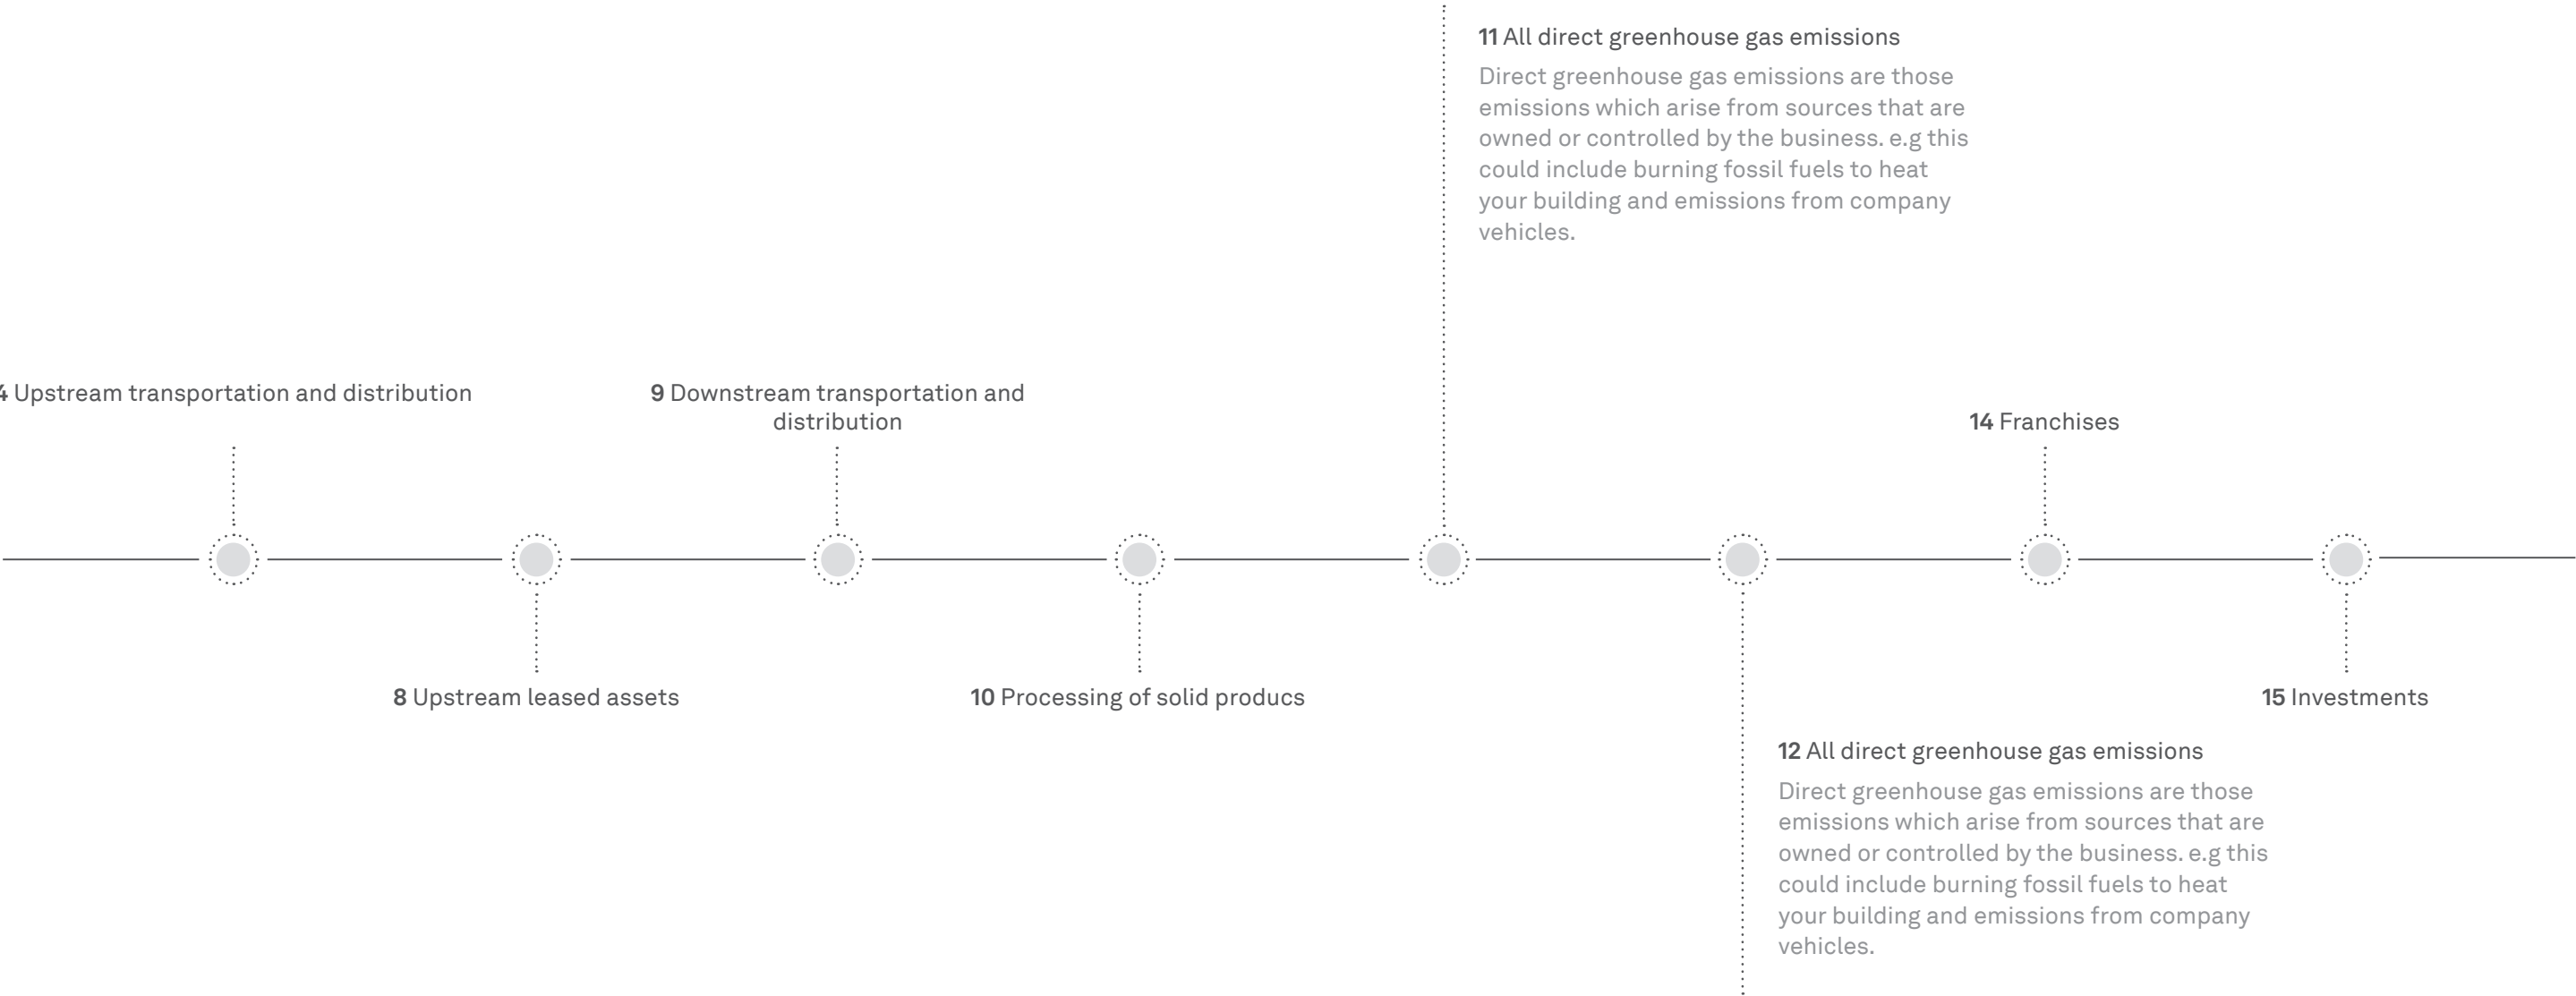 11 All direct greenhouse gas emissions
Direct greenhouse gas emissions are those
emissions which arise from sources that are
owned or controlled by the business. e.g this
could include burning fossil fuels to heat
your building and emissions from company
vehicles.
4 Upstream transportation and distribution
9 Downstream transportation and
distribution
14 Franchises
8 Upstream leased assets
10 Processing of solid producs
15 Investments
12 All direct greenhouse gas emissions
Direct greenhouse gas emissions are those
emissions which arise from sources that are
owned or controlled by the business. e.g this
could include burning fossil fuels to heat
your building and emissions from company
vehicles.